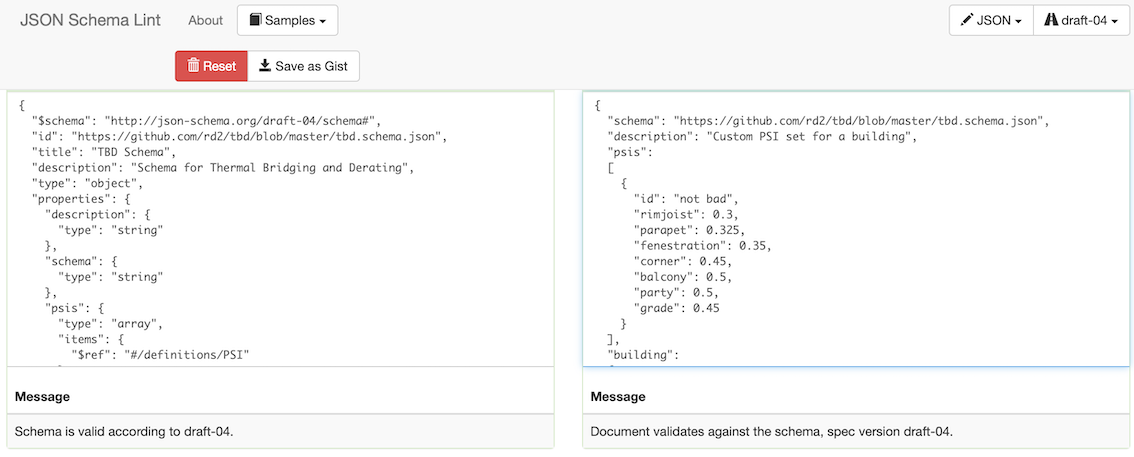 JSON Schema Lint About Samples JSON draft-04
Reset Save as Gist
{
  "$schema": "http://json-schema.org/draft-04/schema#",
  "id": "https://github.com/rd2/tbd/blob/master/tbd.schema.json",
  "title": "TBD Schema",
  "description": "Schema for Thermal Bridging and Derating",
  "type": "object",
  "properties": {
    "description": {
      "type": "string"
    },
    "schema": {
      "type": "string"
    },
    "psis": {
      "type": "array",
      "items": {
        "$ref": "#/definitions/PSI"
Message
Schema is valid according to draft-04.
{
  "schema": "https://github.com/rd2/tbd/blob/master/tbd.schema.json",
  "description": "Custom PSI set for a building",
  "psis":
  [
    {
      "id": "not bad",
      "rimjoist": 0.3,
      "parapet": 0.325,
      "fenestration": 0.35,
      "corner": 0.45,
      "balcony": 0.5,
      "party": 0.5,
      "grade": 0.45
    }
  ],
  "building":
Message
Document validates against the schema, spec version draft-04.